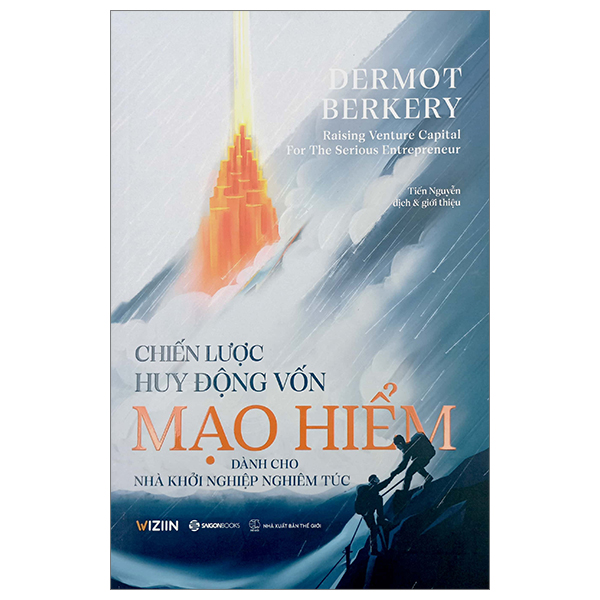 DERMOT
BERKERY
Raising Venture Capital
For The Serious Entrepreneur
Tiến Nguyễn
dịch & giới thiệu
CHIẾN LƯỢC
HUY ĐỘNG VỐN
MẠO HIỂM
DÀNH CHO
NHÀ KHỞI NGHIỆP NGHIÊM TÚC
WIZIIN SAIGONBOOKS NHÀ XUẤT BẢN THẾ GIỚI